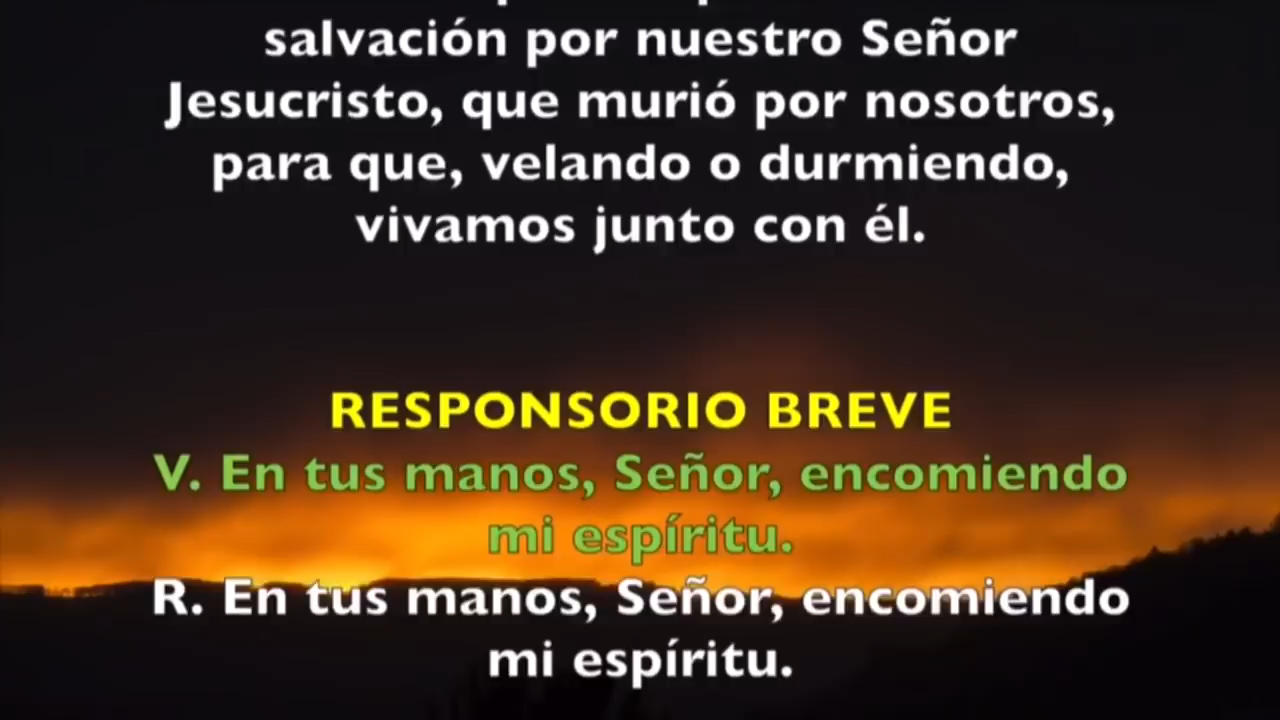 salvación por nuestro Señor
Jesucristo, que murió por nosotros,
para que, velando o durmiendo,
vivamos junto con él.
RESPONSORIO BREVE
V. En tus manos, Señor, encomiendo
mi espíritu.
R. En tus manos, Señor, encomiendo
mi espíritu.